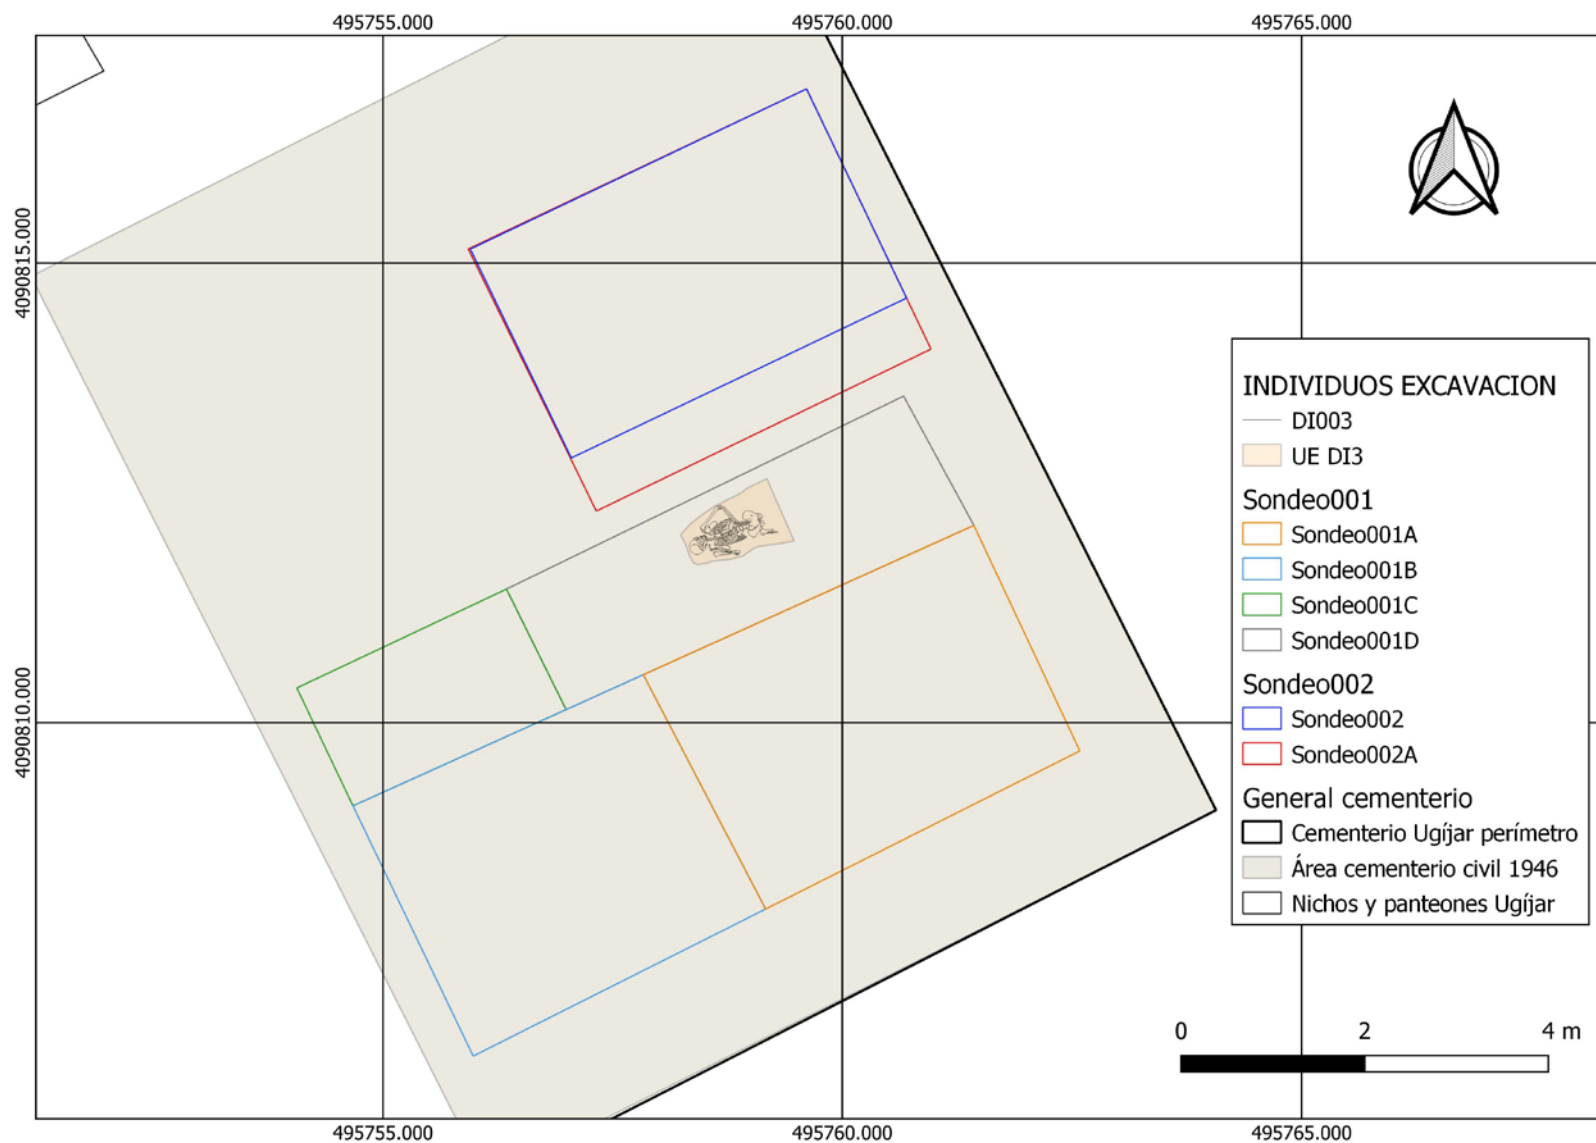 495755.000
495760.000
495765.000
4090815.000
4090810.000
INDIVIDUOS EXCAVACION
DI003
UE DI3
Sondeo001
Sondeo001A
Sondeo001B
Sondeo001C
Sondeo001D
Sondeo002
Sondeo002
Sondeo002A
General cementerio
Cementerio Ugíjar perímetro
Área cementerio civil 1946
Nichos y panteones Ugíjar
0 2 4 m
495755.000
495760.000
495765.000